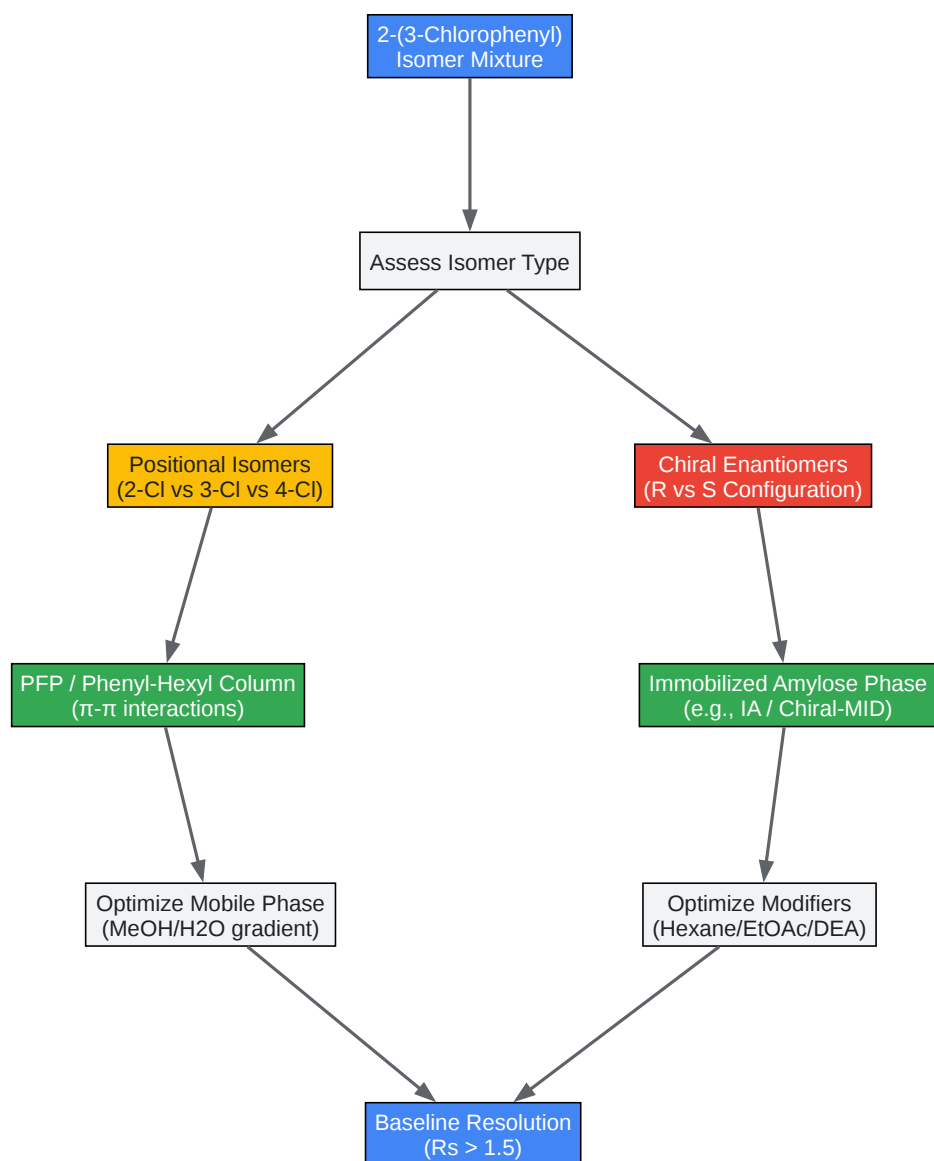 2-(3-Chlorophenyl)
Isomer Mixture
Assess Isomer Type
Positional Isomers
(2-Cl vs 3-Cl vs 4-Cl)
Chiral Enantiomers
(R vs S Configuration)
PFP / Phenyl-Hexyl Column
(π-π interactions)
Immobilized Amylose Phase
(e.g., IA / Chiral-MID)
Optimize Mobile Phase
(MeOH/H2O gradient)
Optimize Modifiers
(Hexane/EtOAc/DEA)
Baseline Resolution
(Rs > 1.5)